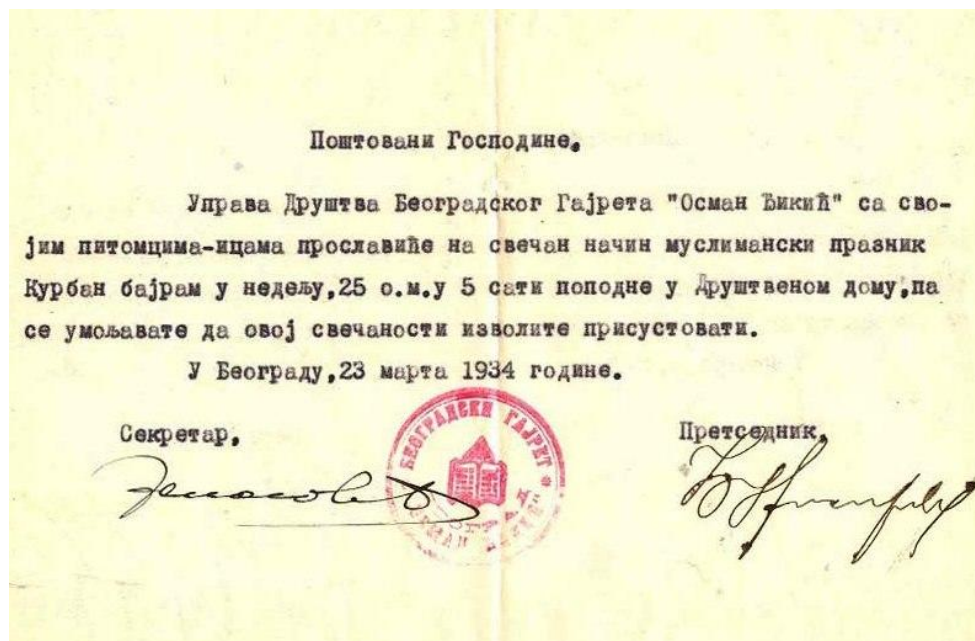 Поштовани Господине,
Управа Друштва Београдског Гајрета "Осман Ђикић" са сво-
јим питомцима-ицама прославиће на свечан начин муслимански празник
Курбан бајрам у недељу,25 о.м.у 5 сати поподне у Друштвеном дому,па
се умољавате да овој свечаности изволите присустовати.
У Београду,23 марта 1934 године.
Секретар,
Претседник,
БЕОГРАДСКИ ГАЈРЕТ